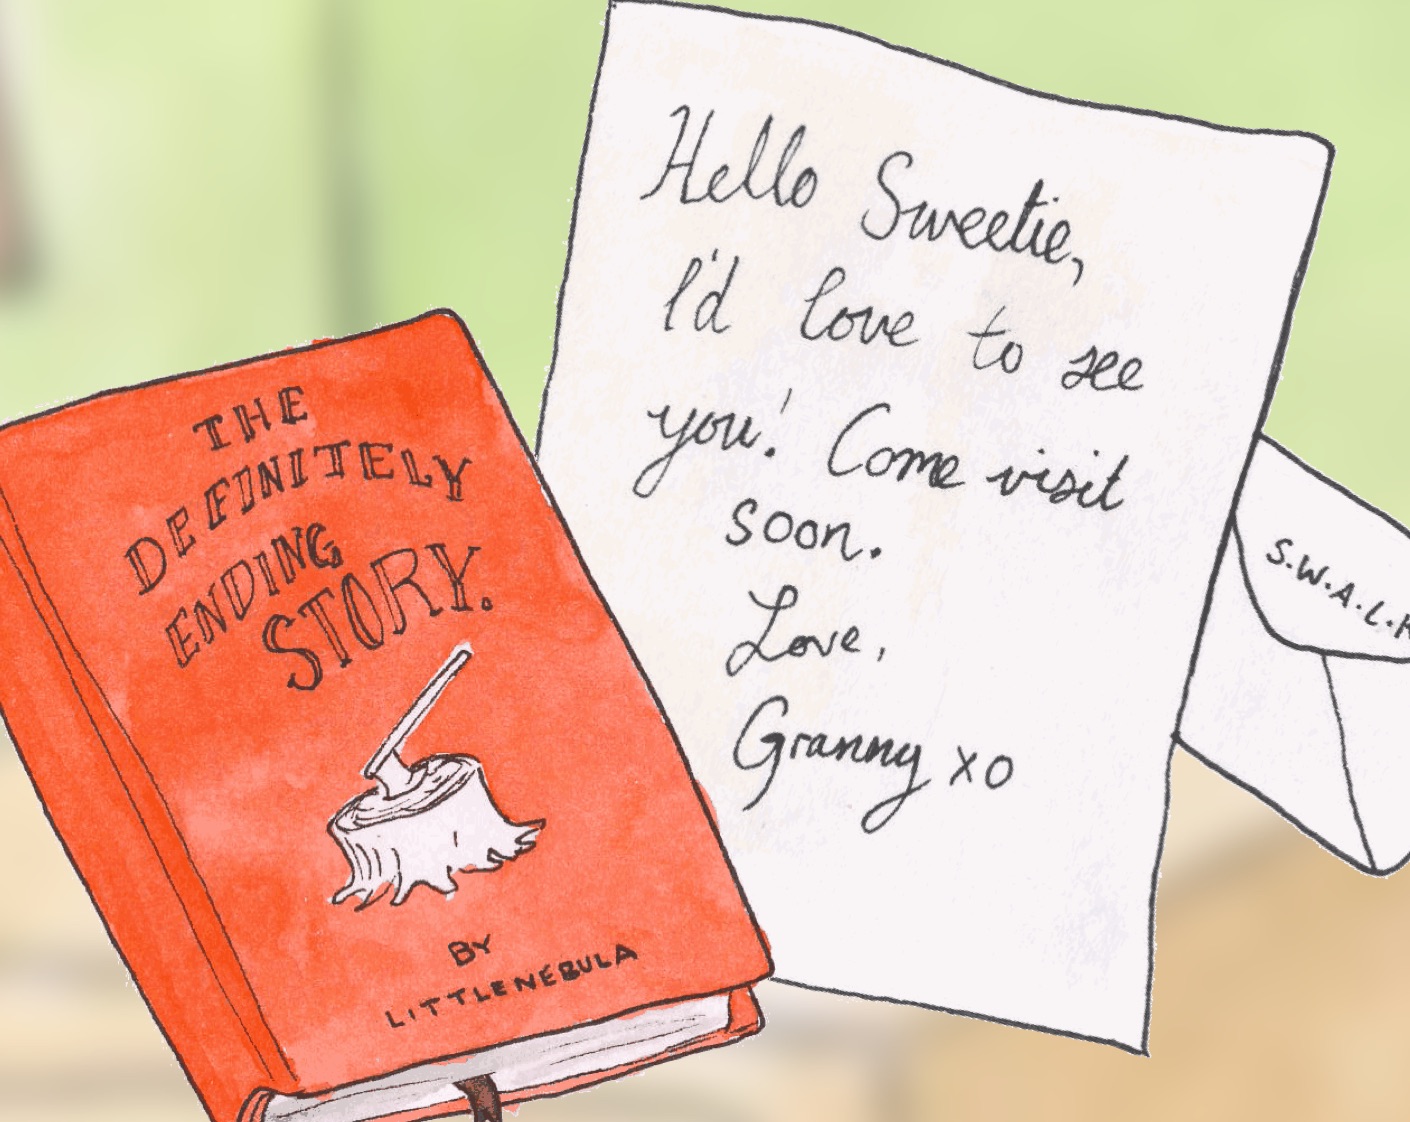 THE
DEFINITELY
ENDING
STORY.
BY
LITTLENEBULA
Hello Sweetie,
I'd love to see
you! Come visit
soon.
Love,
Granny xo
S.W.A.L.K